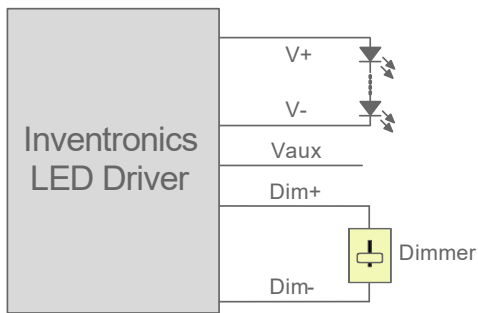 Inventronics
LED Driver
V+
V-
Vaux
Dim+
Dimmer
Dim-